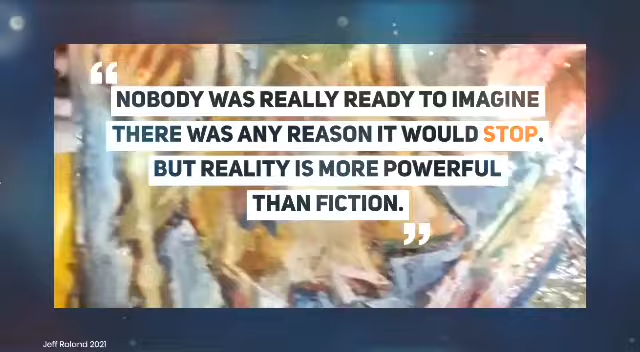 “
NOBODY WAS REALLY READY TO IMAGINE
THERE WAS ANY REASON IT WOULD STOP.
BUT REALITY IS MORE POWERFUL
THAN FICTION.
”
Jeff Roland 2021